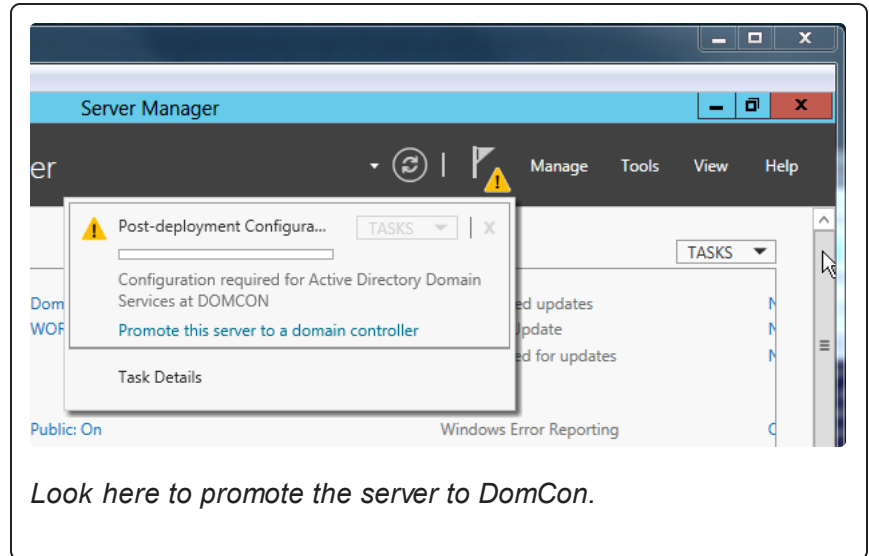 Server Manager
er
Manage Tools View Help
Post-deployment Configura...
TASKS
X
TASKS
Configuration required for Active Directory Domain
Services at DOMCON
Promote this server to a domain controller
Task Details
Dom
WOR
ed updates
Update
ed for updates
N
N
N
Public: On
Windows Error Reporting
Look here to promote the server to DomCon.